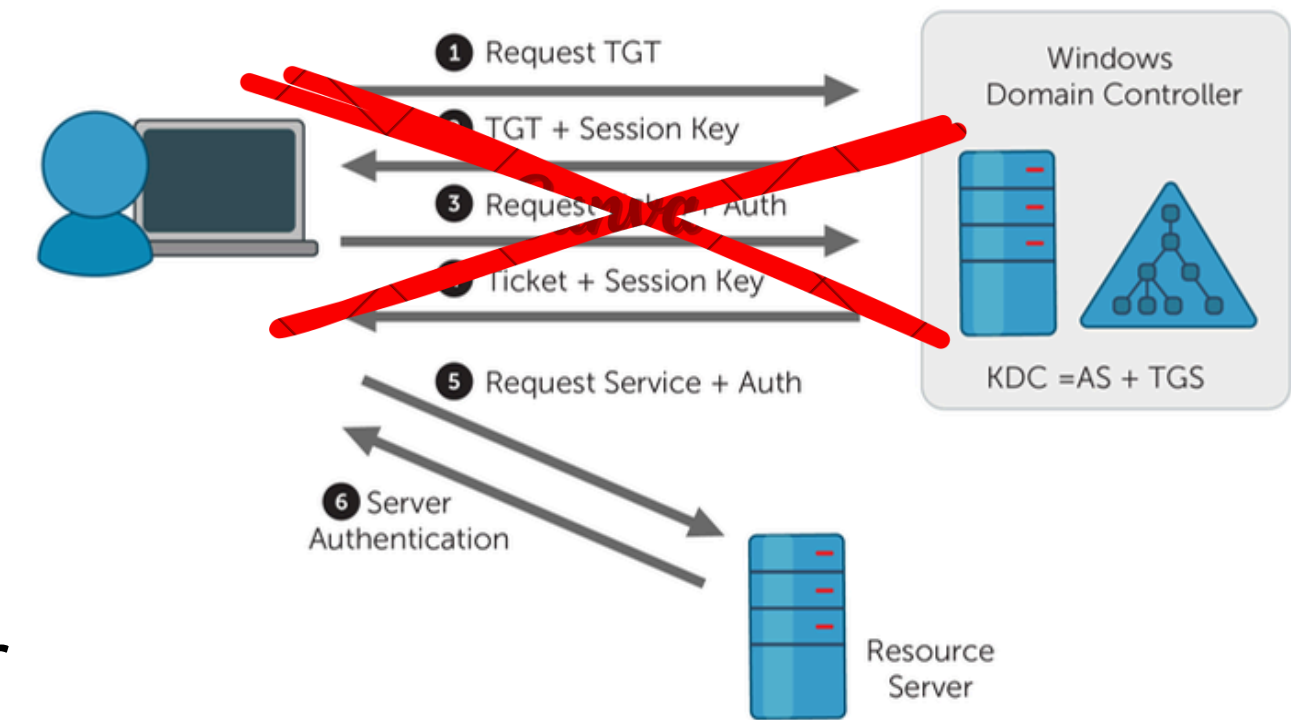 1 Request TGT
TGT + Session Key
3 Request + Auth
Ticket + Session Key
5 Request Service + Auth
6 Server
Authentication
Windows
Domain Controller
KDC =AS + TGS
Resource
Server